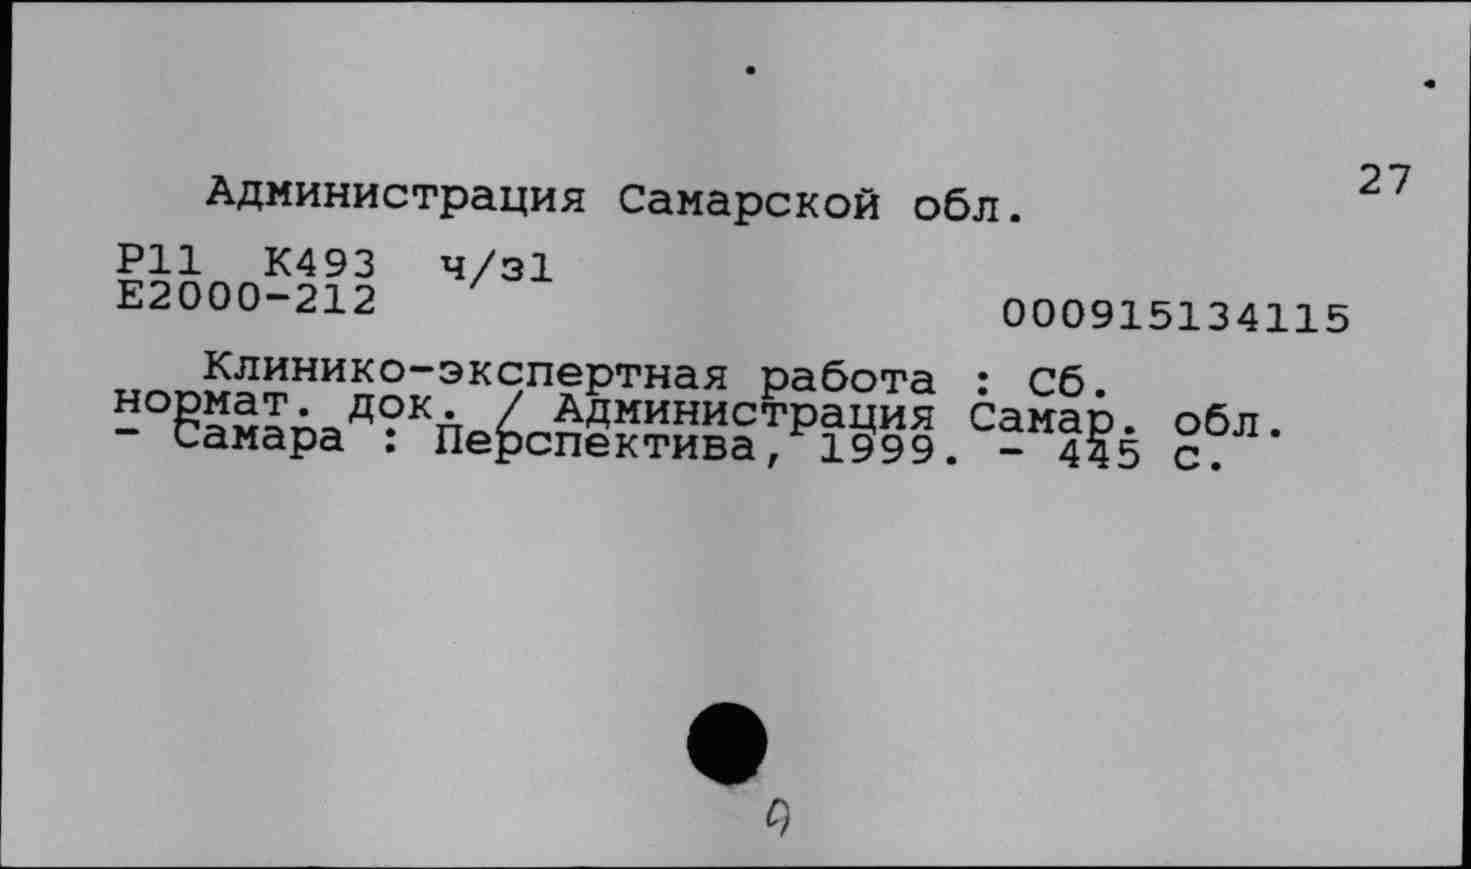 27
Администрация Самарской обл.
Р11 К493 ч/з1
Е2000-212
000915134115
Клинико-экспертная работа : Сб.
нормат. док. / Администрация Самар. обл.
- Самара : Перспектива, 1999. - 445 с.